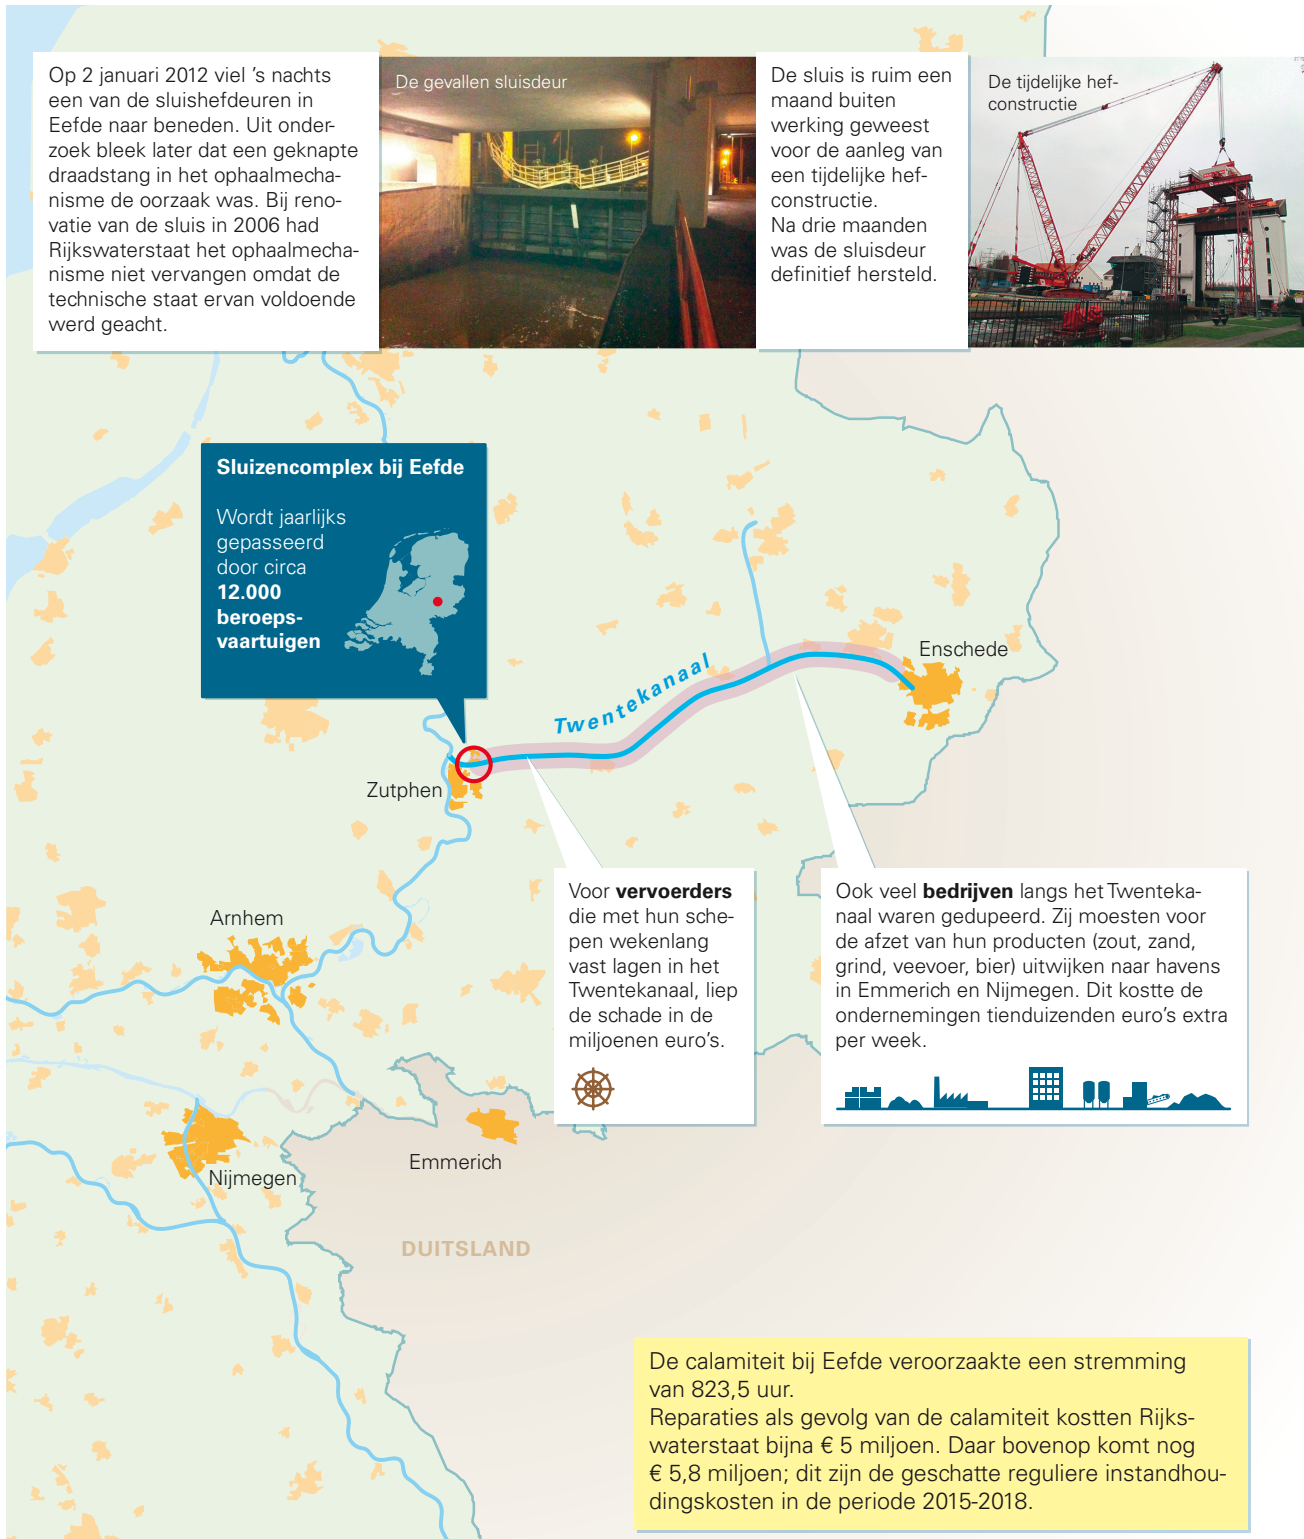 Op 2 januari 2012 viel ’s nachts
een van de sluishefdeuren in
Eefde naar beneden. Uit onder-
zoek bleek later dat een geknapte
draadstang in het ophaalmecha-
nisme de oorzaak was. Bij reno-
vatie van de sluis in 2006 had
Rijkswaterstaat het ophaalmecha-
nisme niet vervangen omdat de
technische staat ervan voldoende
werd geacht.
De gevallen sluisdeur
De sluis is ruim een
maand buiten
werking geweest
voor de aanleg van
een tijdelijke hef-
constructie.
Na drie maanden
was de sluisdeur
definitief hersteld.
De tijdelijke hef-
constructie
Sluizencomplex bij Eefde
Wordt jaarlijks
gepasseerd
door circa
12.000
beroeps-
vaartuigen
Enschede
Twentekanaal
Zutphen
Voor vervoerders
die met hun sche-
pen wekenlang
vast lagen in het
Twentekanaal, liep
de schade in de
miljoenen euro’s.
Ook veel bedrijven langs het Twenteka-
naal waren gedupeerd. Zij moesten voor
de afzet van hun producten (zout, zand,
grind, veevoer, bier) uitwijken naar havens
in Emmerich en Nijmegen. Dit kostte de
ondernemingen tienduizenden euro’s extra
per week.
Arnhem
Nijmegen
Emmerich
DUITSLAND
De calamiteit bij Eefde veroorzaakte een stremming
van 823,5 uur.
Reparaties als gevolg van de calamiteit kostten Rijks-
waterstaat bijna € 5 miljoen. Daar bovenop komt nog
€ 5,8 miljoen; dit zijn de geschatte reguliere instandhou-
dingskosten in de periode 2015-2018.